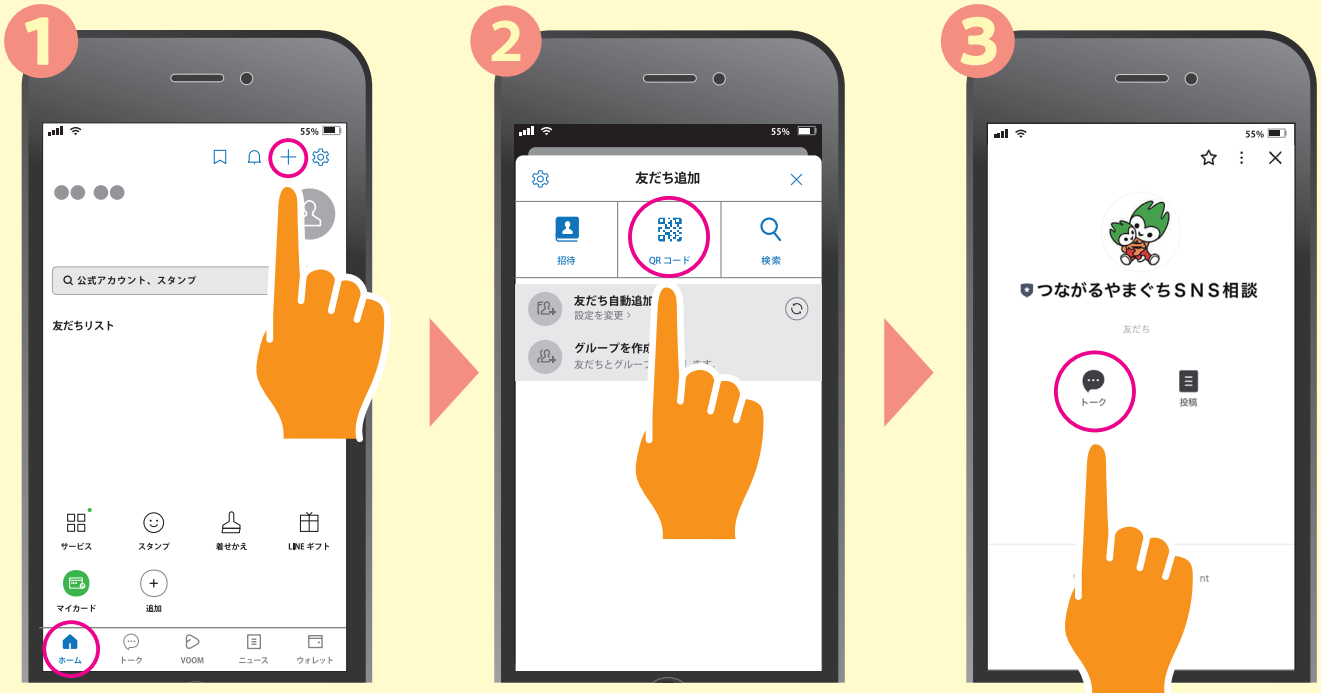 1
55%
公式アカウント、スタンプ
友だちリスト
サービス
スタンプ
着せかえ
LINE ギフト
マイカード
追加
ホーム
トーク
VOOM
ニュース
ウォレット
2
55%
友だち追加
招待
QR コード
検索
友だち自動追加
設定を変更 >
グループを作成
友だちとグルー
ます。
3
55%
つながるやまぐちSNS相談
友だち
トーク
投稿
nt